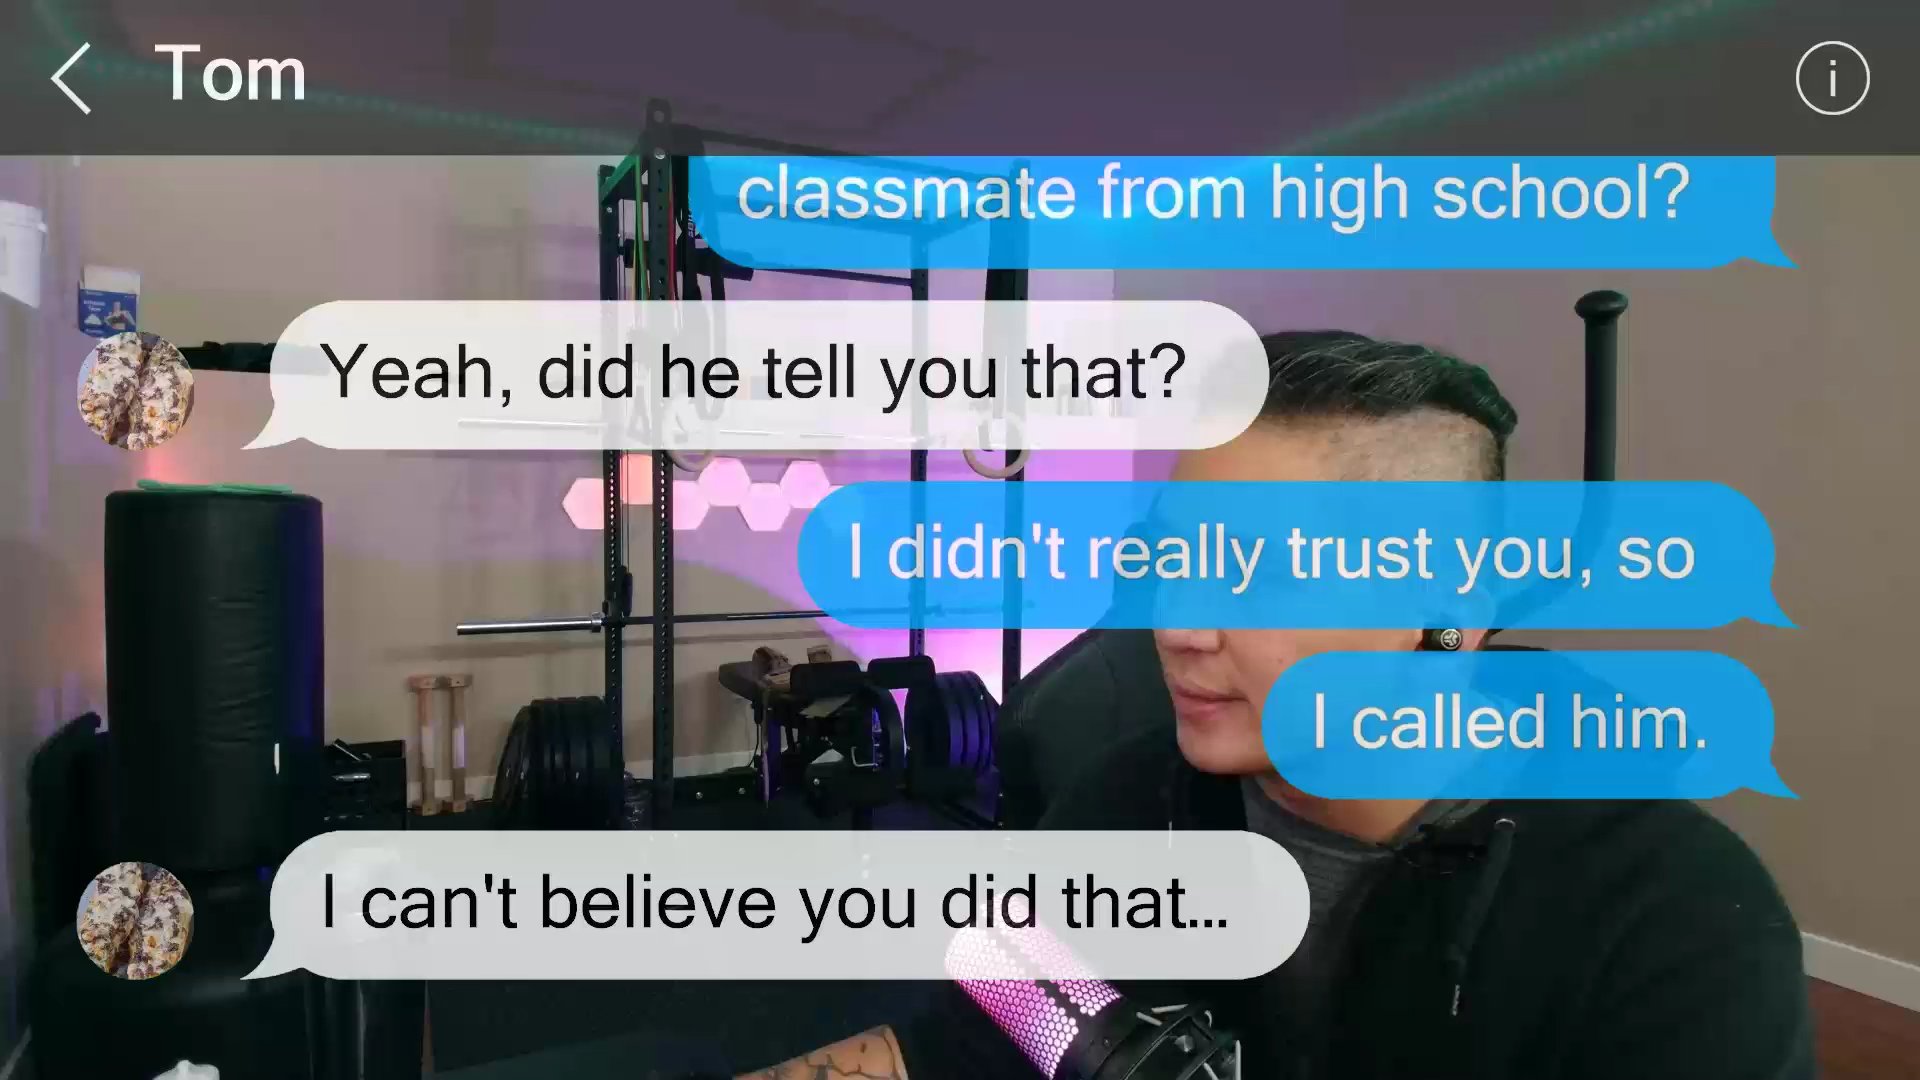 Tom
classmate from high school?
Yeah, did he tell you that?
I didn't really trust you, so
I called him.
I can't believe you did that...